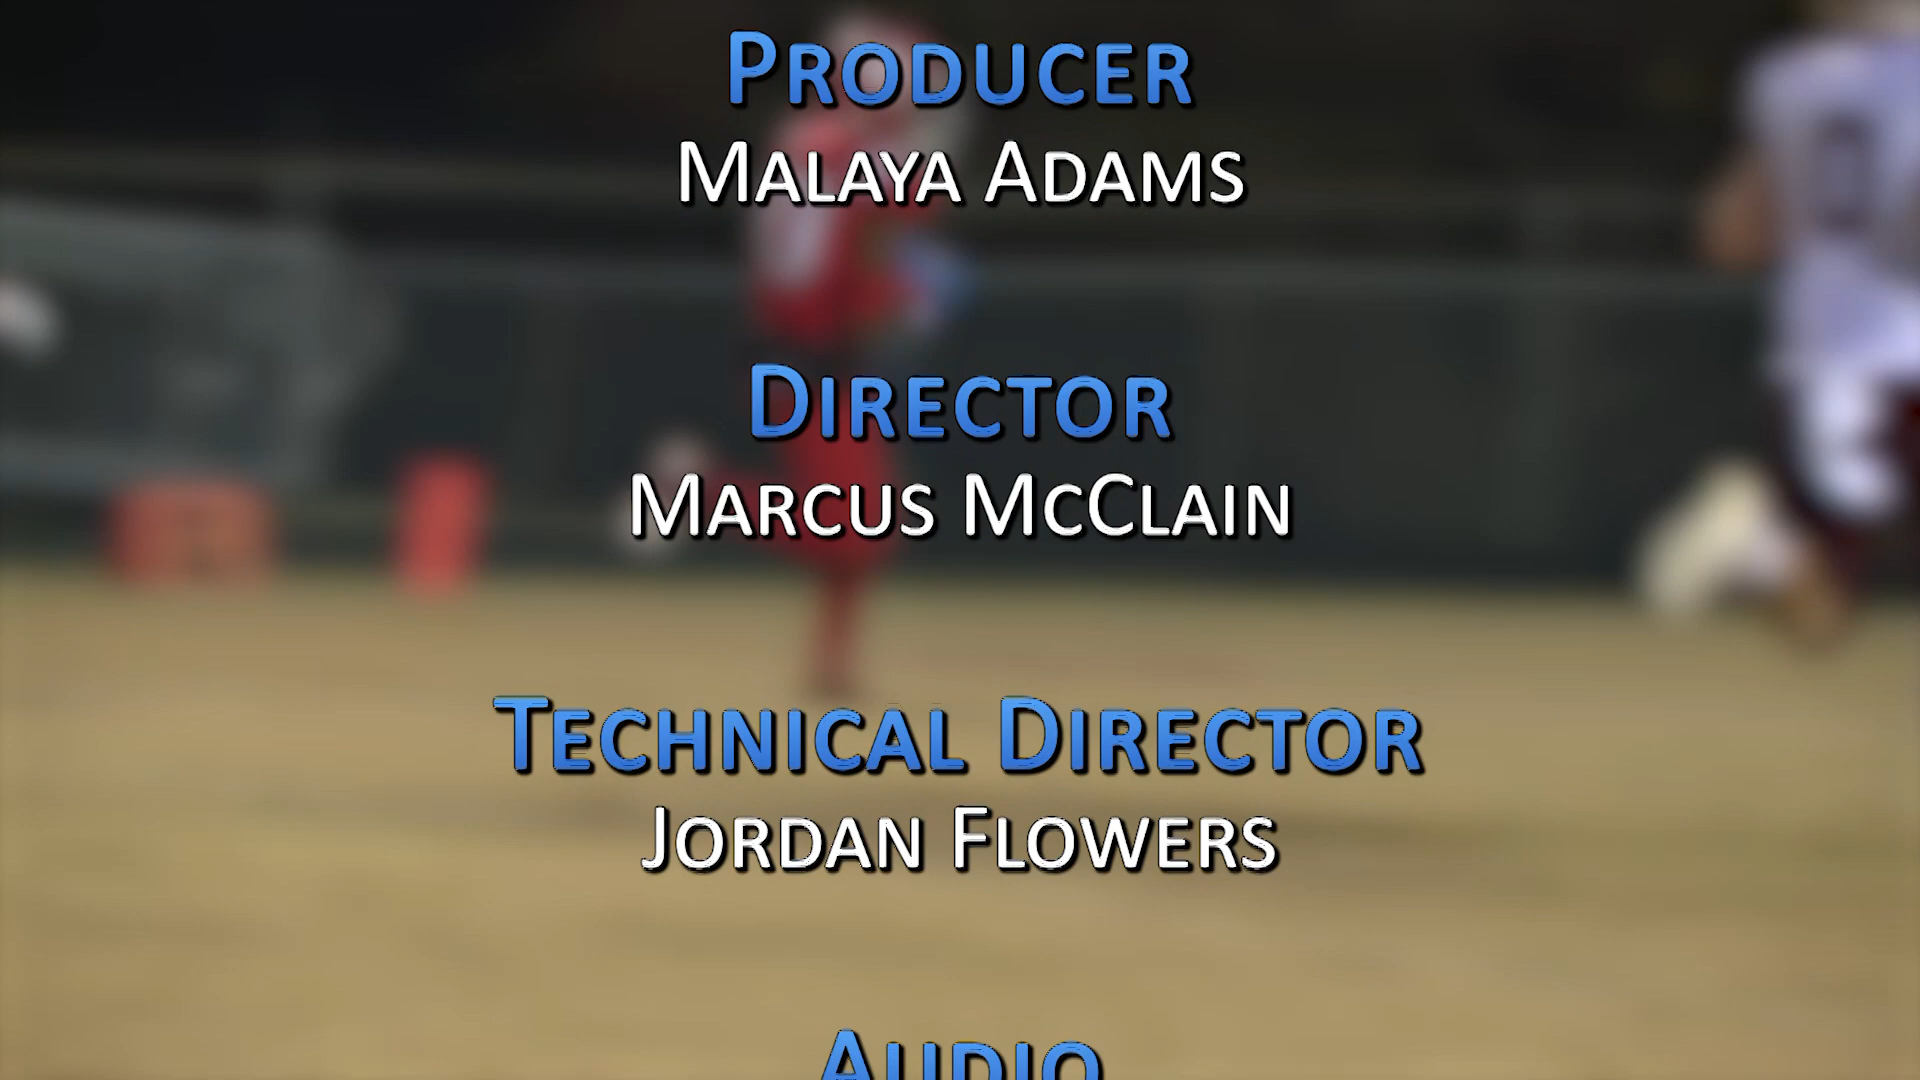 Producer
Malaya Adams
Director
Marcus McClain
Technical Director
Jordan Flowers
Audio